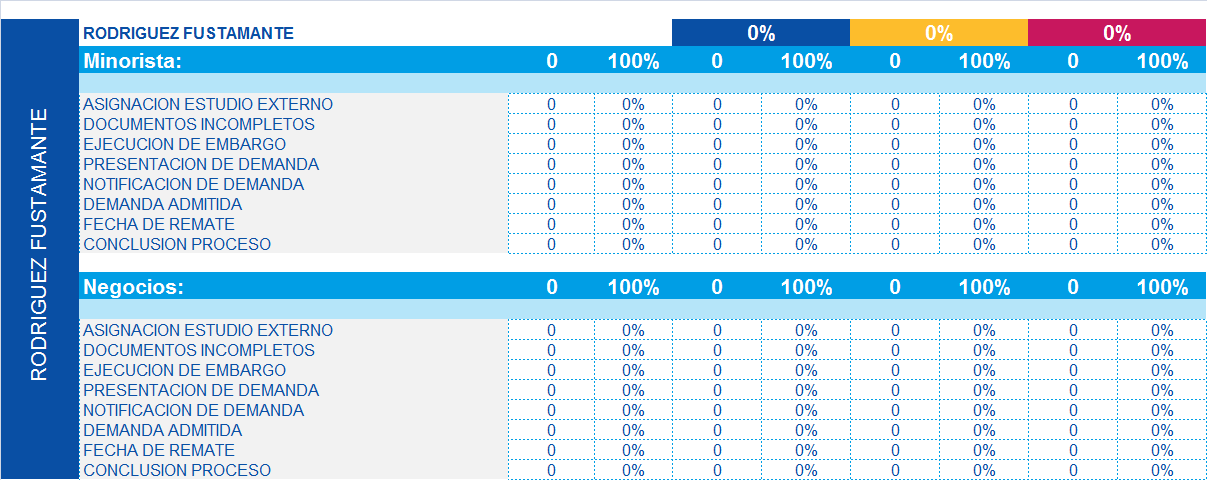 RODRIGUEZ FUSTAMANTE
RODRIGUEZ FUSTAMANTE 0% 0% 0%
Minorista: 0 100% 0 100% 0 100% 0 100%
ASIGNACION ESTUDIO EXTERNO 0 0% 0 0% 0 0% 0 0%
DOCUMENTOS INCOMPLETOS 0 0% 0 0% 0 0% 0 0%
EJECUCION DE EMBARGO 0 0% 0 0% 0 0% 0 0%
PRESENTACION DE DEMANDA 0 0% 0 0% 0 0% 0 0%
NOTIFICACION DE DEMANDA 0 0% 0 0% 0 0% 0 0%
DEMANDA ADMITIDA 0 0% 0 0% 0 0% 0 0%
FECHA DE REMATE 0 0% 0 0% 0 0% 0 0%
CONCLUSION PROCESO 0 0% 0 0% 0 0% 0 0%
Negocios: 0 100% 0 100% 0 100% 0 100%
ASIGNACION ESTUDIO EXTERNO 0 0% 0 0% 0 0% 0 0%
DOCUMENTOS INCOMPLETOS 0 0% 0 0% 0 0% 0 0%
EJECUCION DE EMBARGO 0 0% 0 0% 0 0% 0 0%
PRESENTACION DE DEMANDA 0 0% 0 0% 0 0% 0 0%
NOTIFICACION DE DEMANDA 0 0% 0 0% 0 0% 0 0%
DEMANDA ADMITIDA 0 0% 0 0% 0 0% 0 0%
FECHA DE REMATE 0 0% 0 0% 0 0% 0 0%
CONCLUSION PROCESO 0 0% 0 0% 0 0% 0 0%